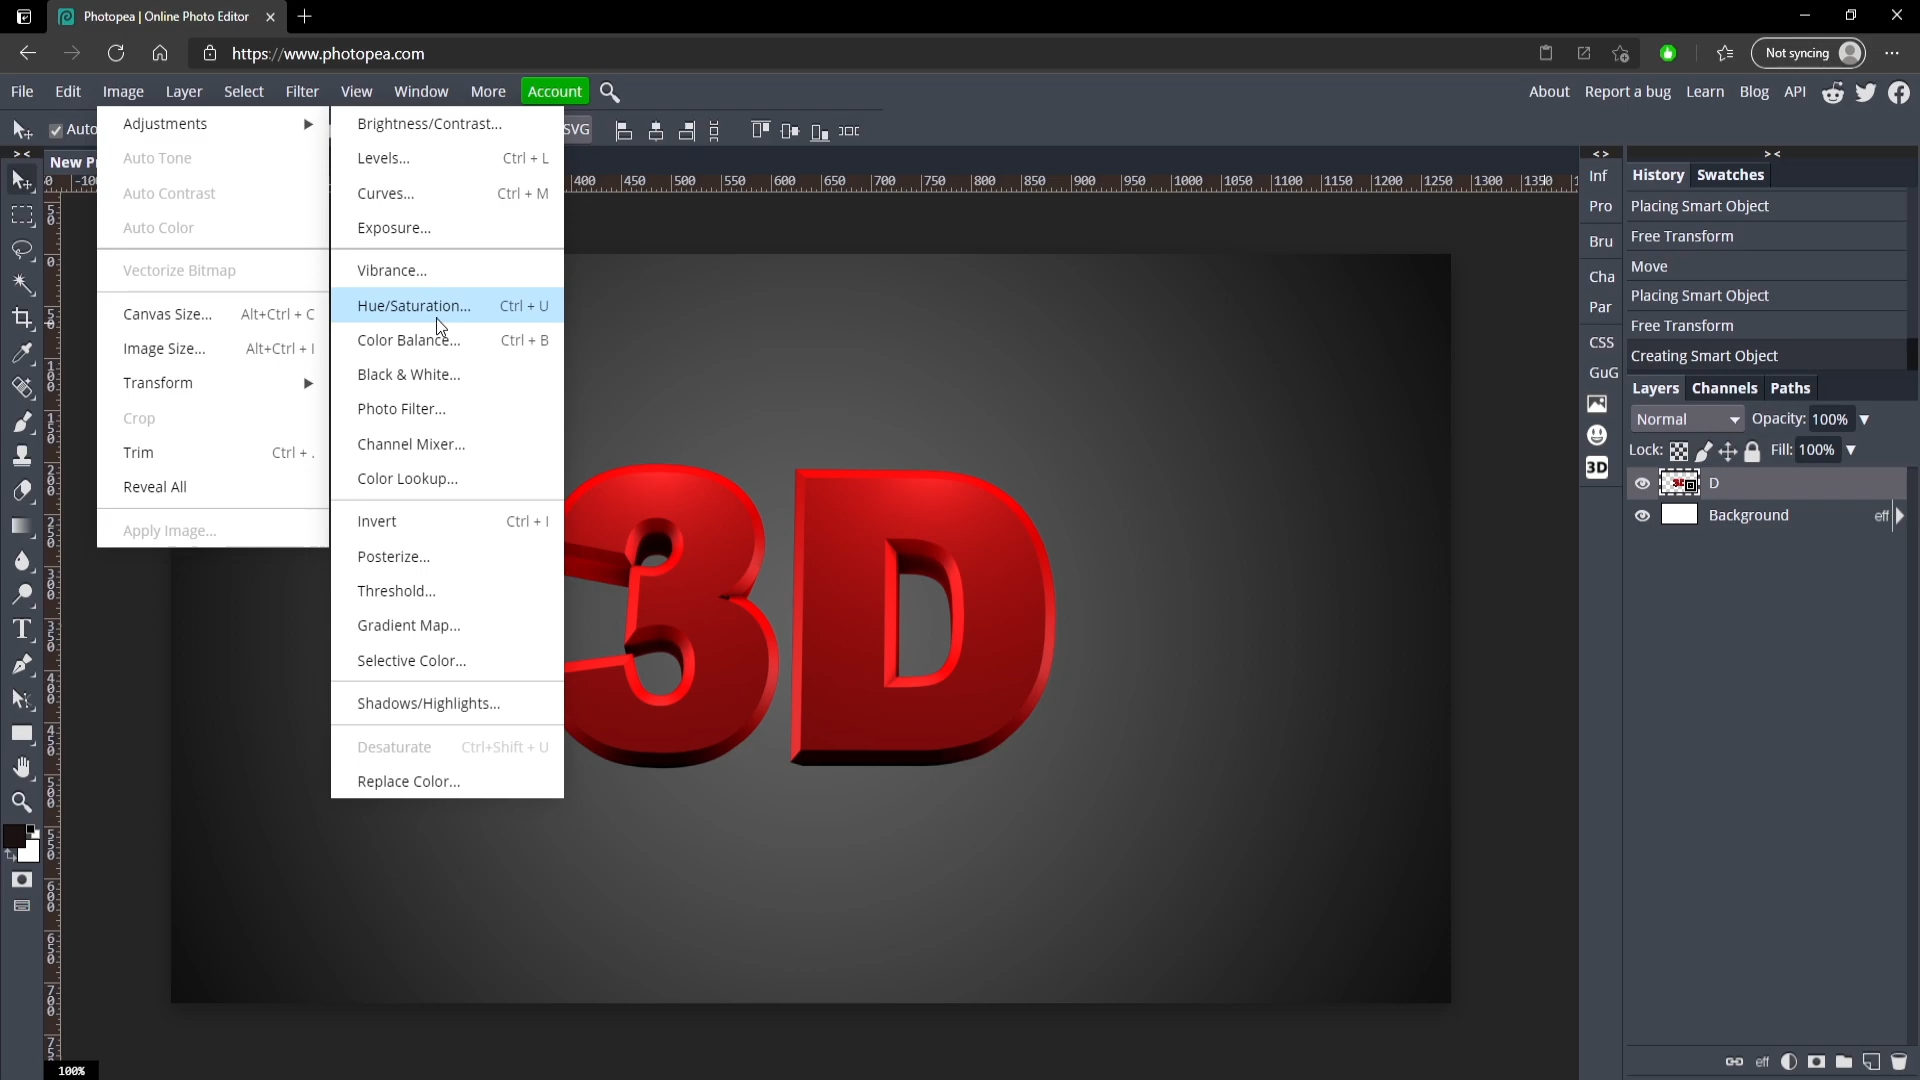 Photopea | Online Photo Editor
https://www.photopea.com
Not syncing
File Edit Image Layer Select Filter View Window More Account
About Report a bug Learn Blog API
Auto
SVG
New P
Adjustments
Auto Tone
Auto Contrast
Auto Color
Vectorize Bitmap
Canvas Size... Alt+Ctrl + C
Image Size... Alt+Ctrl + I
Transform
Crop
Trim Ctrl + .
Reveal All
Apply Image...
Brightness/Contrast...
Levels... Ctrl + L
Curves... Ctrl + M
Exposure...
Vibrance...
Hue/Saturation... Ctrl + U
Color Balance... Ctrl + B
Black & White...
Photo Filter...
Channel Mixer...
Color Lookup...
Invert Ctrl + I
Posterize...
Threshold...
Gradient Map...
Selective Color...
Shadows/Highlights...
Desaturate Ctrl+Shift + U
Replace Color...
400 450 500 550 600 650 700 750 800 850 900 950 1000 1050 1100 1150 1200 1250 1300 1350
3D
Inf
Pro
Bru
Cha
Par
CSS
GuG
3D
History Swatches
Placing Smart Object
Free Transform
Move
Placing Smart Object
Free Transform
Creating Smart Object
Layers Channels Paths
Normal Opacity: 100%
Lock: Fill: 100%
D
Background eff
eff
100%